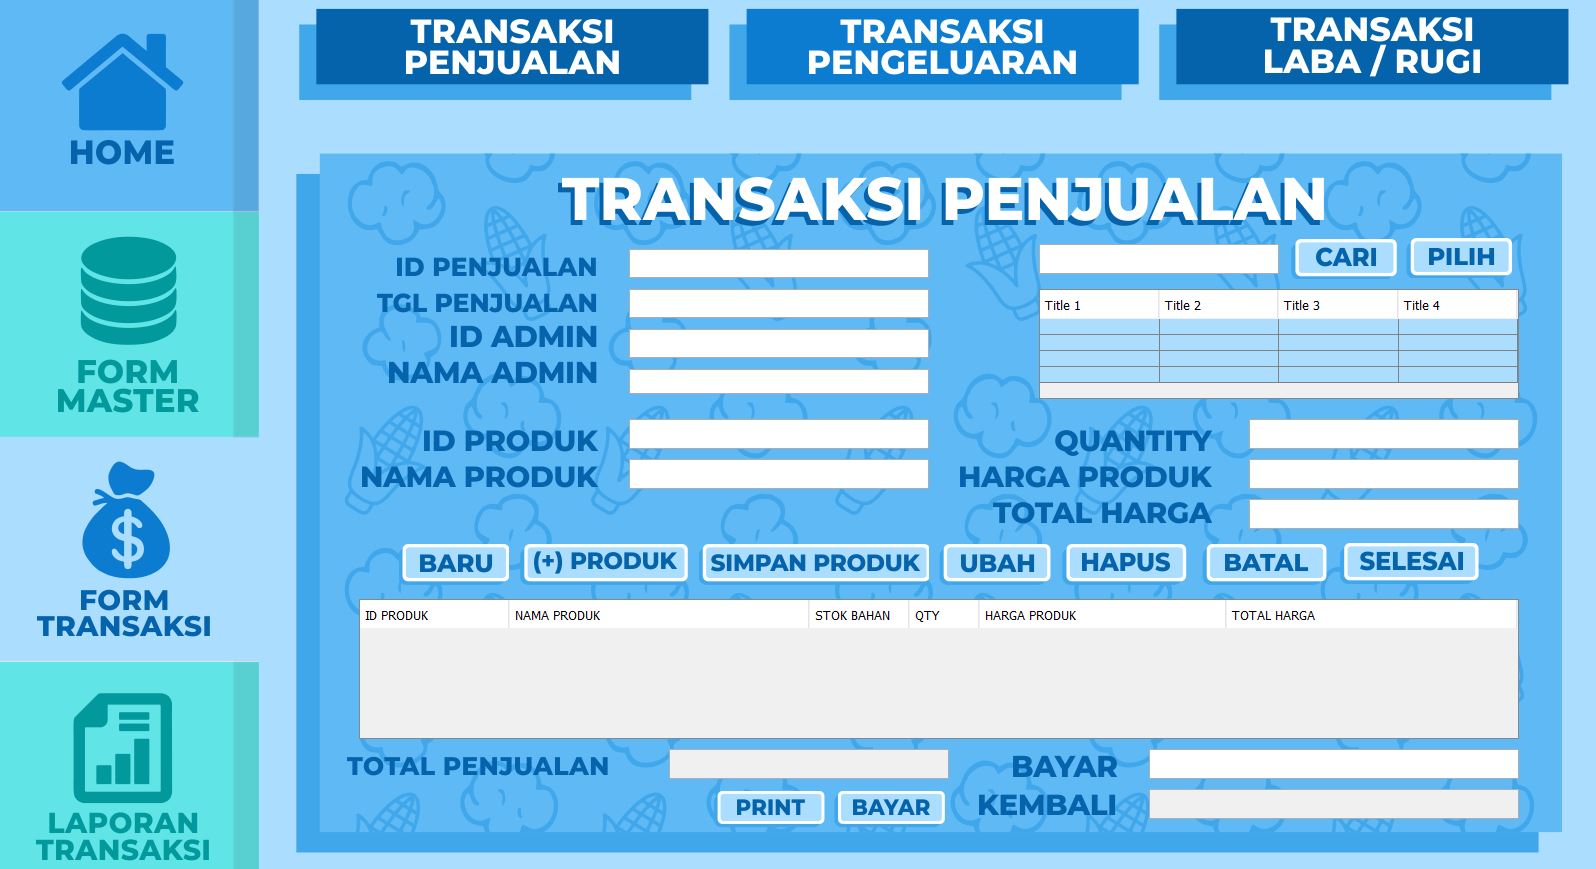 TRANSAKSI
PENJUALAN
TRANSAKSI
PENGELUARAN
TRANSAKSI
LABA / RUGI
HOME
FORM
MASTER
FORM
TRANSAKSI
LAPORAN
TRANSAKSI
TRANSAKSI PENJUALAN
ID PENJUALAN
TGL PENJUALAN
ID ADMIN
NAMA ADMIN
CARI PILIH
Title 1 Title 2 Title 3 Title 4
ID PRODUK
NAMA PRODUK
QUANTITY
HARGA PRODUK
TOTAL HARGA
BARU (+) PRODUK SIMPAN PRODUK UBAH HAPUS BATAL SELESAI
ID PRODUK NAMA PRODUK STOK BAHAN QTY HARGA PRODUK TOTAL HARGA
TOTAL PENJUALAN
BAYAR
PRINT BAYAR
KEMBALI